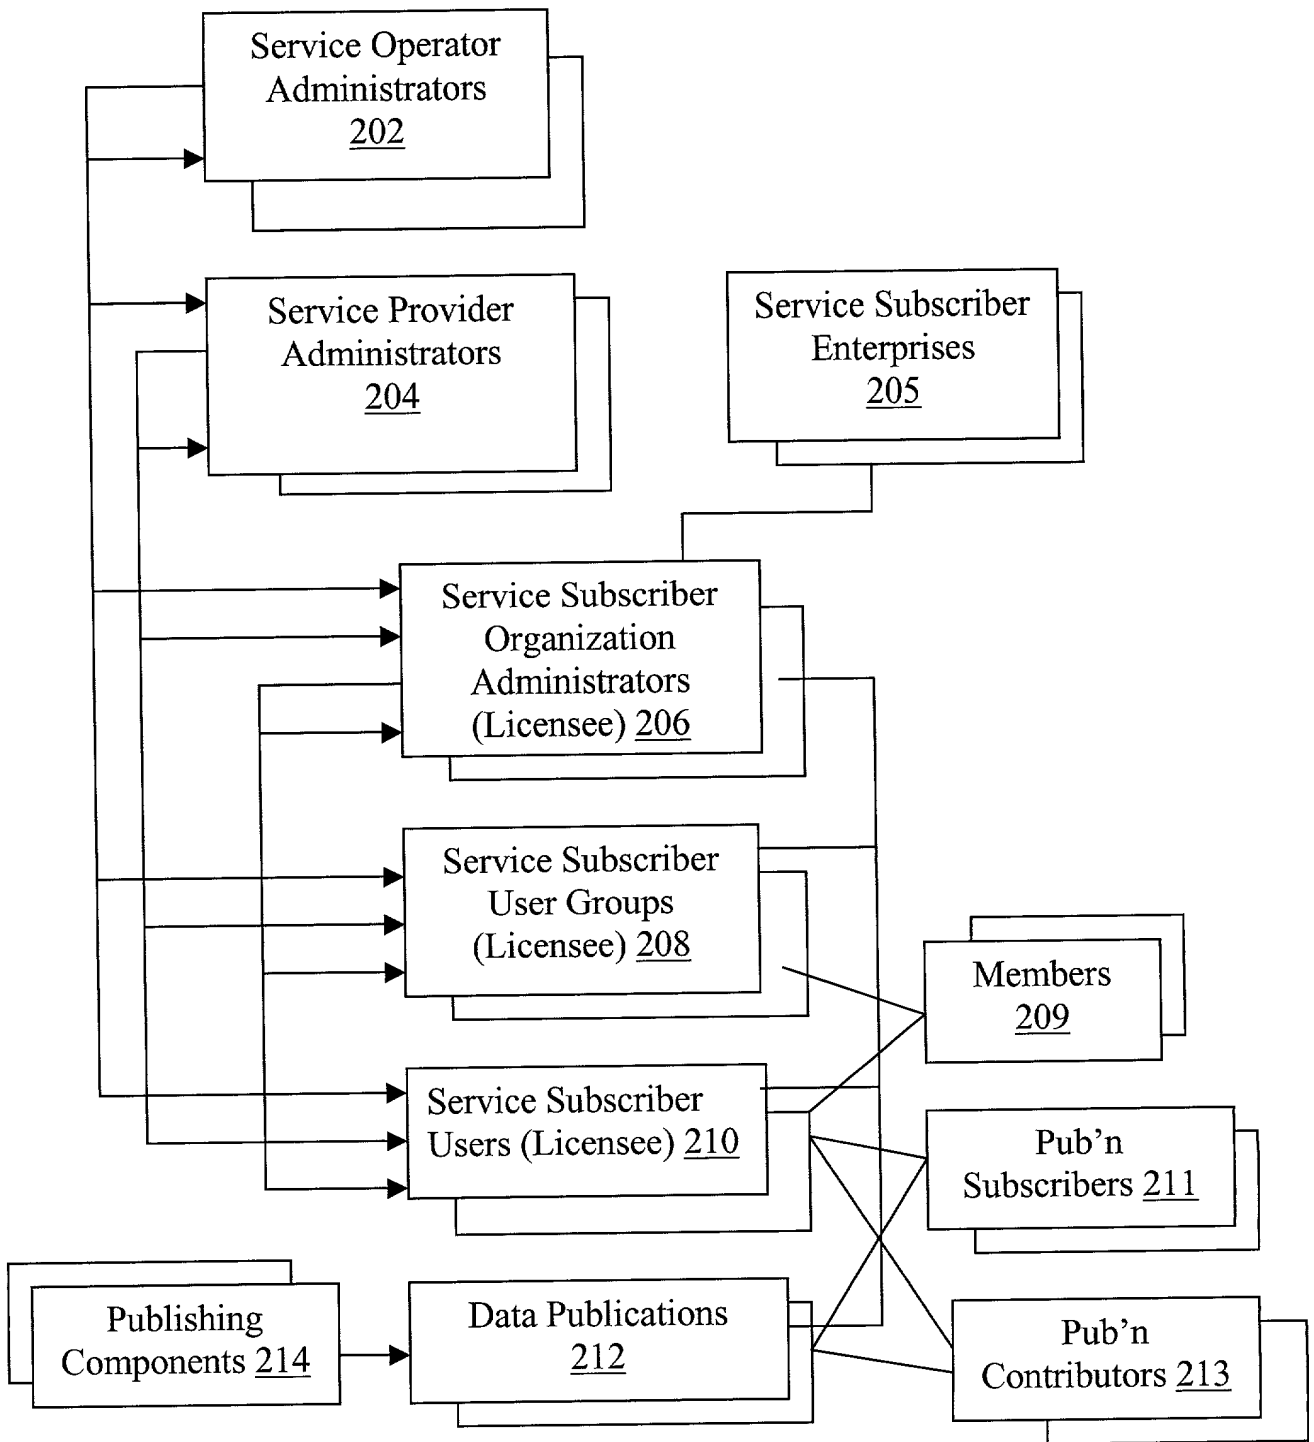 Service Operator
Administrators
202
Service Provider
Administrators
204
Service Subscriber
Enterprises
205
Service Subscriber
Organization
Administrators
(Licensee) 206
Service Subscriber
User Groups
(Licensee) 208
Members
209
Service Subscriber
Users (Licensee) 210
Pub'n
Subscribers 211
Publishing
Components 214
Data Publications
212
Pub'n
Contributors 213